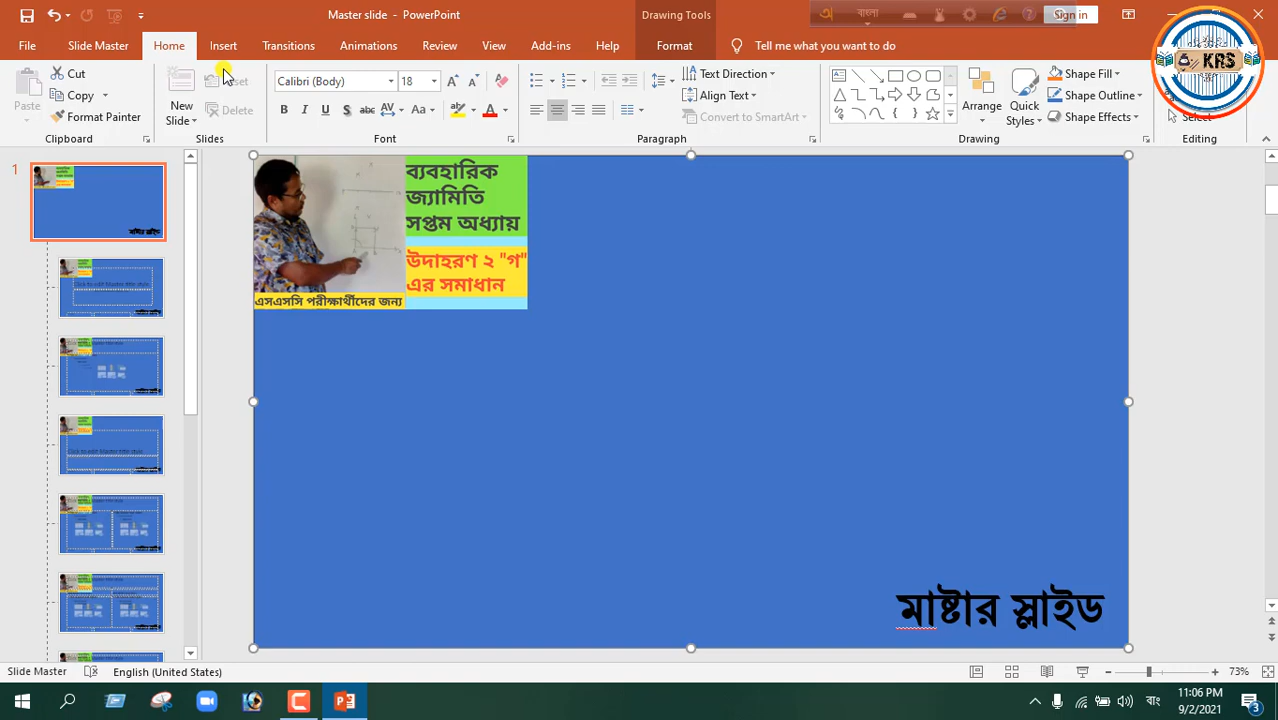 Master slide - PowerPoint
Drawing Tools
বাংলা
Sign in
File
Slide Master
Home
Insert
Transitions
Animations
Review
View
Add-ins
Help
Format
Tell me what you want to do
KRS
Paste
Cut
Copy
Format Painter
Clipboard
New Slide
Delete
Slides
Calibri (Body)
18
Font
Text Direction
Align Text
Convert to SmartArt
Paragraph
Arrange
Quick Styles
Shape Fill
Shape Outline
Shape Effects
Drawing
Select
Editing
1
ব্যবহারিক
জ্যামিতি
সপ্তম অধ্যায়
উদাহরণ ২ "গ"
এর সমাধান
এসএসসি পরীক্ষার্থীদের জন্য
মাষ্টার স্লাইড
Slide Master
English (United States)
73%
বাং
11:06 PM
9/2/2021
3